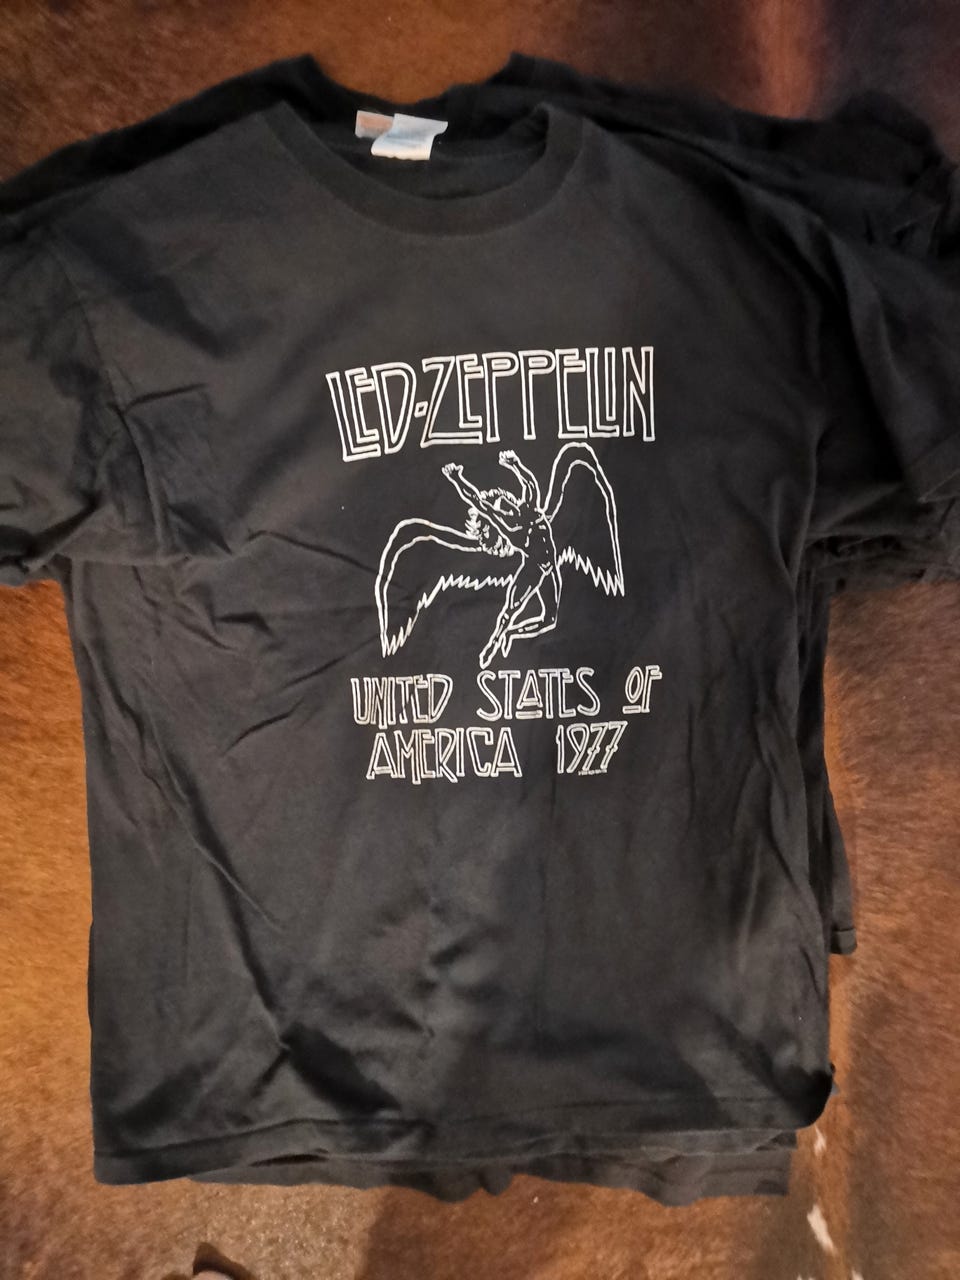 LED-ZEPPELIN
UNITED STATES OF
AMERICA 1977